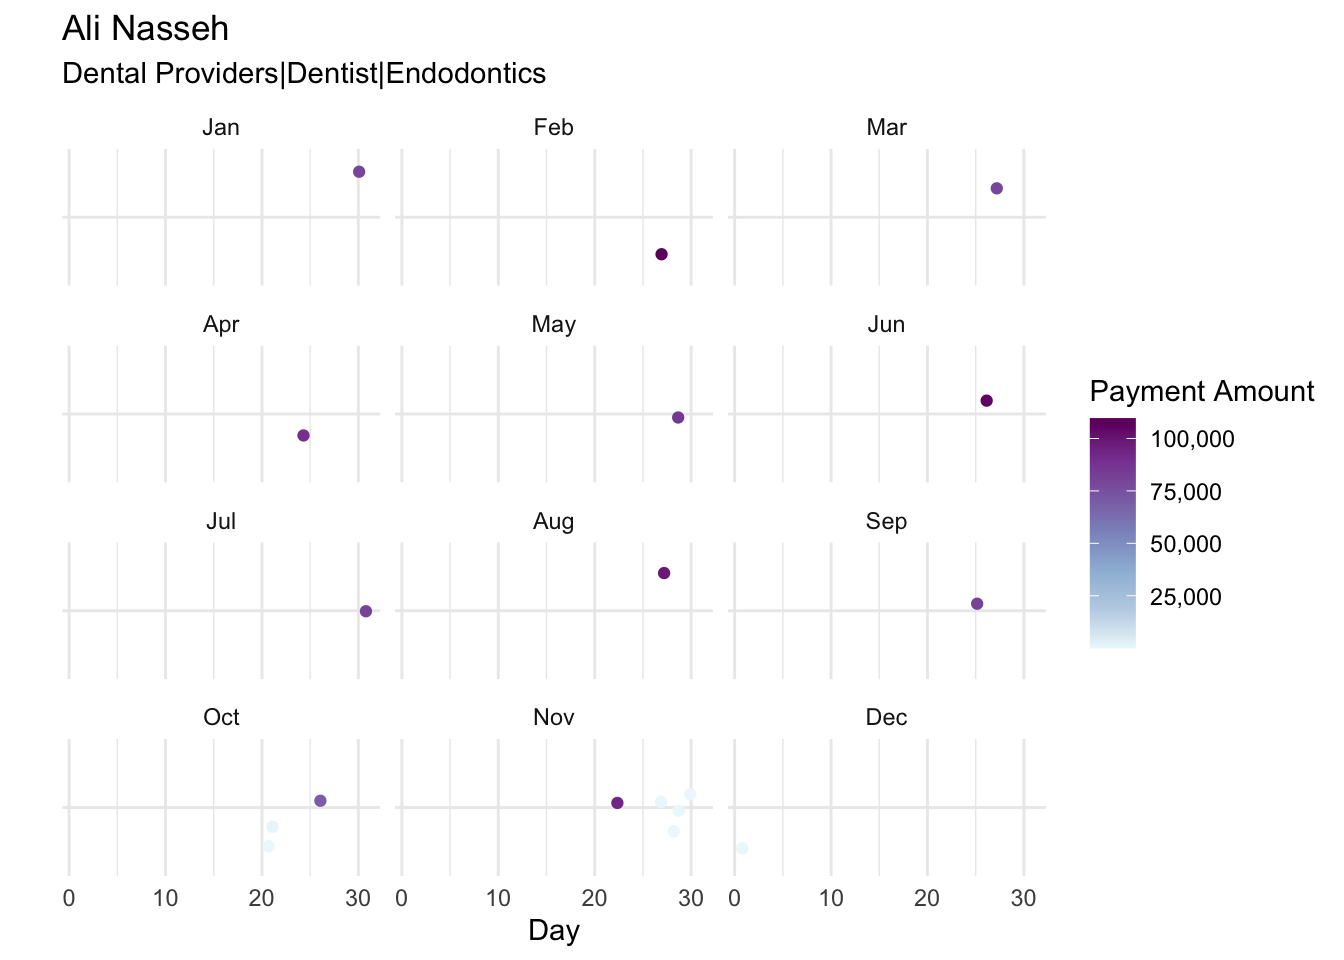 Ali Nasseh
Dental Providers|Dentist|Endodontics
Jan Feb Mar
Apr May Jun
Jul Aug Sep
Oct Nov Dec
0 10 20 30 0 10 20 30 0 10 20 30
Day
Payment Amount
100,000
75,000
50,000
25,000